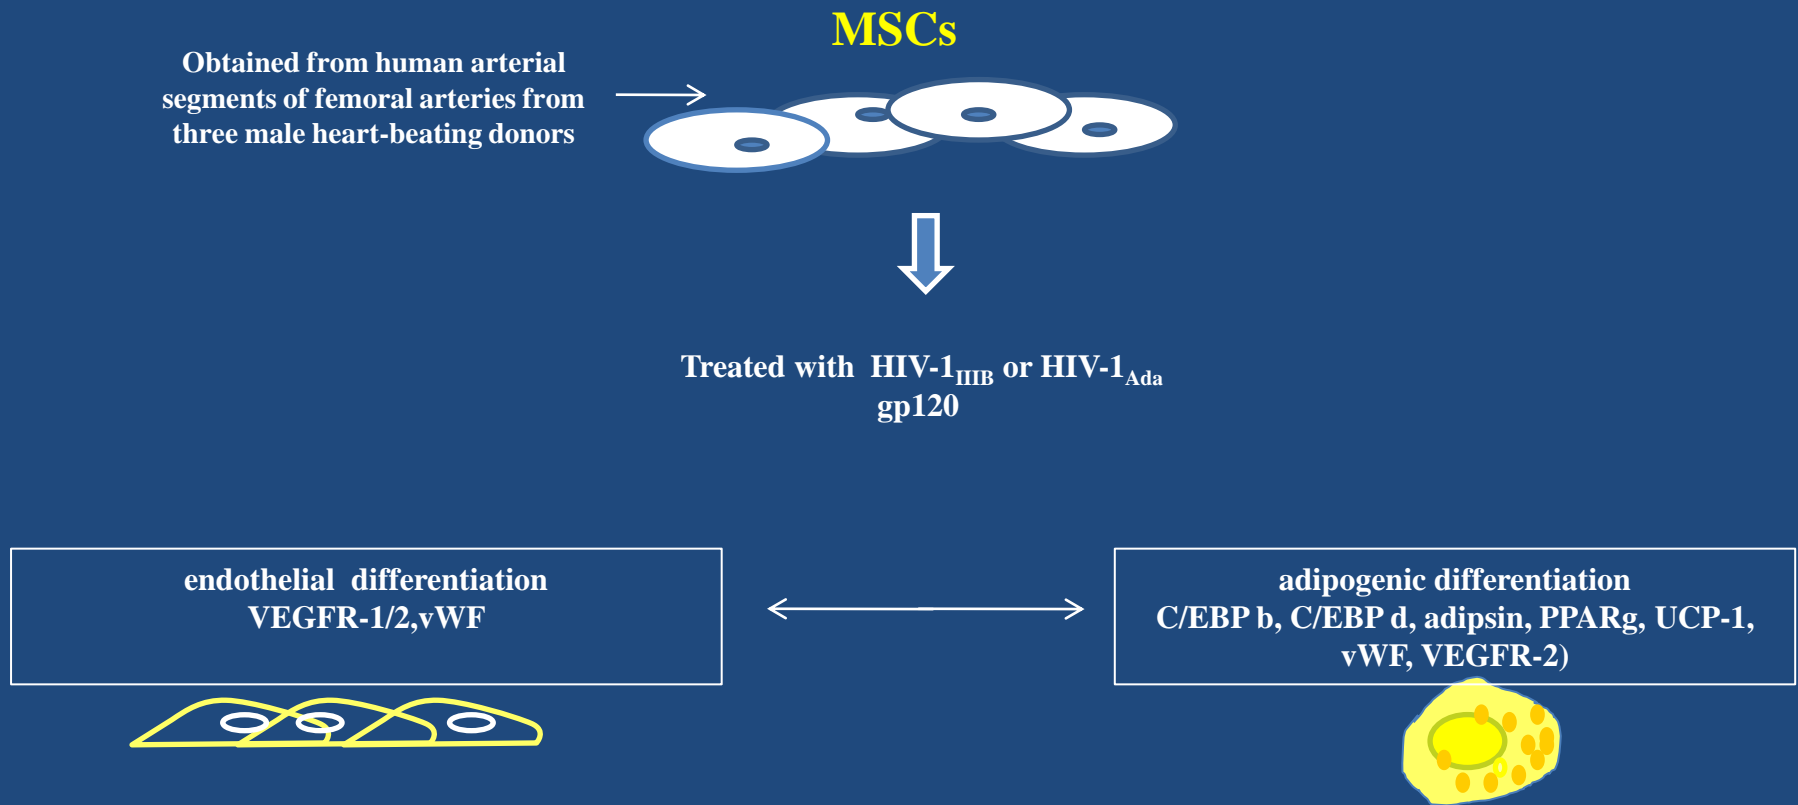 MSCs
Obtained from human arterial
segments of femoral arteries from
three male heart-beating donors
Treated with HIV-1IIIB or HIV-1Ada
gp120
endothelial differentiation
VEGFR-1/2,vWF
adipogenic differentiation
C/EBP b, C/EBP d, adipsin, PPARg, UCP-1,
vWF, VEGFR-2)